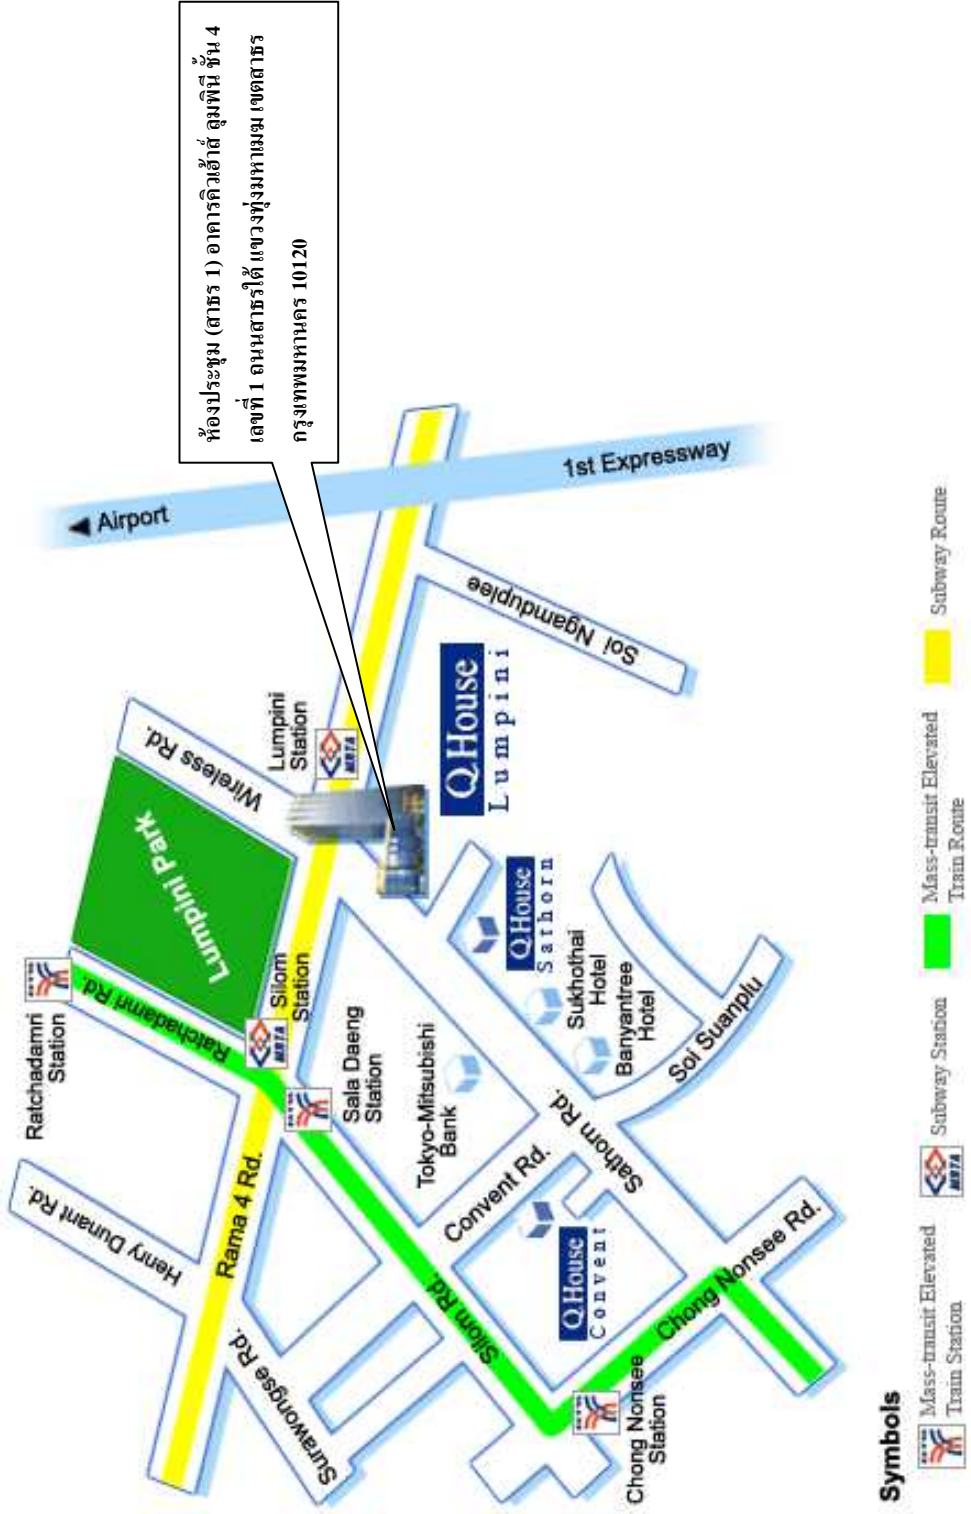 ห้องประชุม (สาธร 1) อาคารคิวเฮ้าส์ ลุมพินี ชั้น 4
เลขที่ 1 ถนนสาธรใต้ แขวงทุ่งมหาเมฆ เขตสาธร
กรุงเทพมหานคร 10120
Airport
1st Expressway
Ratchadamri
Station
Lumpini Park
Wireless Rd.
Lumpini
Station
MRTA
Soi Ngamduplee
Q.House
Lumpini
Henry Dunant Rd.
Ratchadamri Rd.
Silom
Station
MRTA
Rama 4 Rd.
Sala Daeng
Station
Tokyo-Mitsubishi
Bank
Q.House
Sathorn
Sukhothai
Hotel
Banyantree
Hotel
Soi Suanplu
Surawongse Rd.
Silom Rd.
Convent Rd.
Sathorn Rd.
Q.House
Convent
Chong Nonsee Rd.
Chong Nonsee
Station
Symbols
Mass-transit Elevated
Train Station
MRTA
Subway Station
Mass-transit Elevated
Train Route
Subway Route